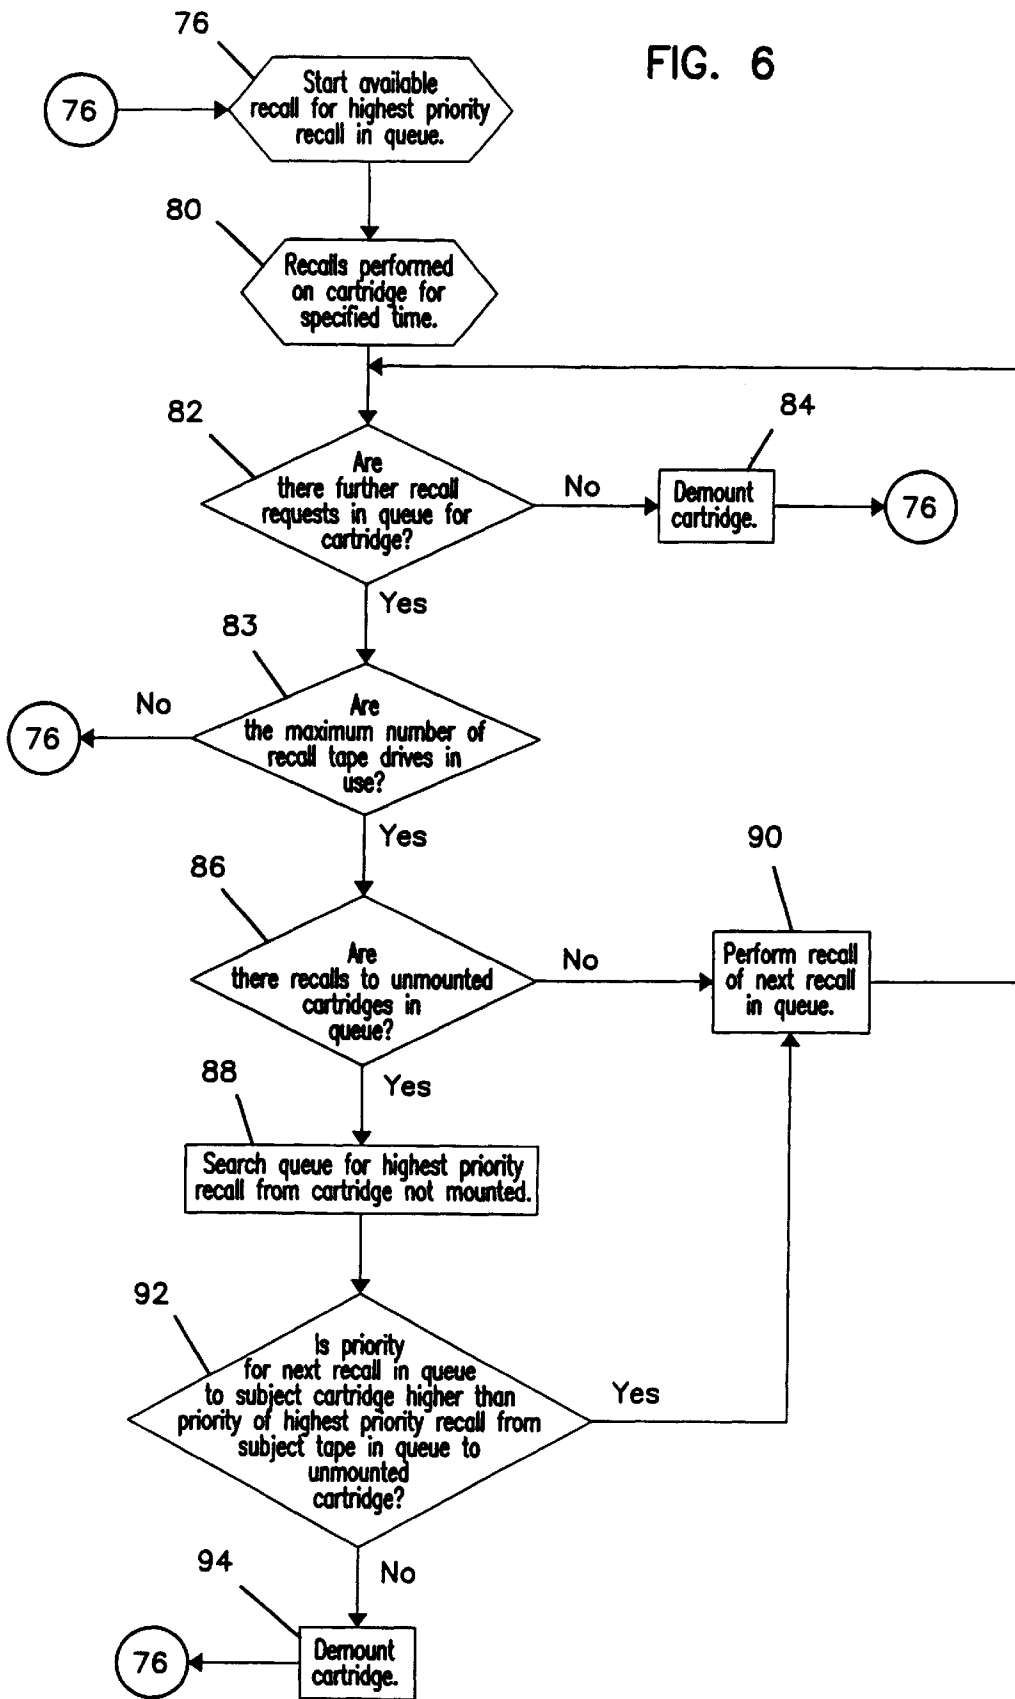 FIG. 6
76
76
Start available
recall for highest priority
recall in queue.
80
Recalls performed
on cartridge for
specified time.
82
Are
there further recall
requests in queue for
cartridge?
No
84
Demount
cartridge.
76
Yes
83
Are
the maximum number of
recall tape drives in
use?
No
76
Yes
86
Are
there recalls to unmounted
cartridges in
queue?
No
90
Perform recall
of next recall
in queue.
Yes
88
Search queue for highest priority
recall from cartridge not mounted.
92
Is priority
for next recall in queue
to subject cartridge higher than
priority of highest priority recall from
subject tape in queue to
unmounted
cartridge?
Yes
No
94
Demount
cartridge.
76